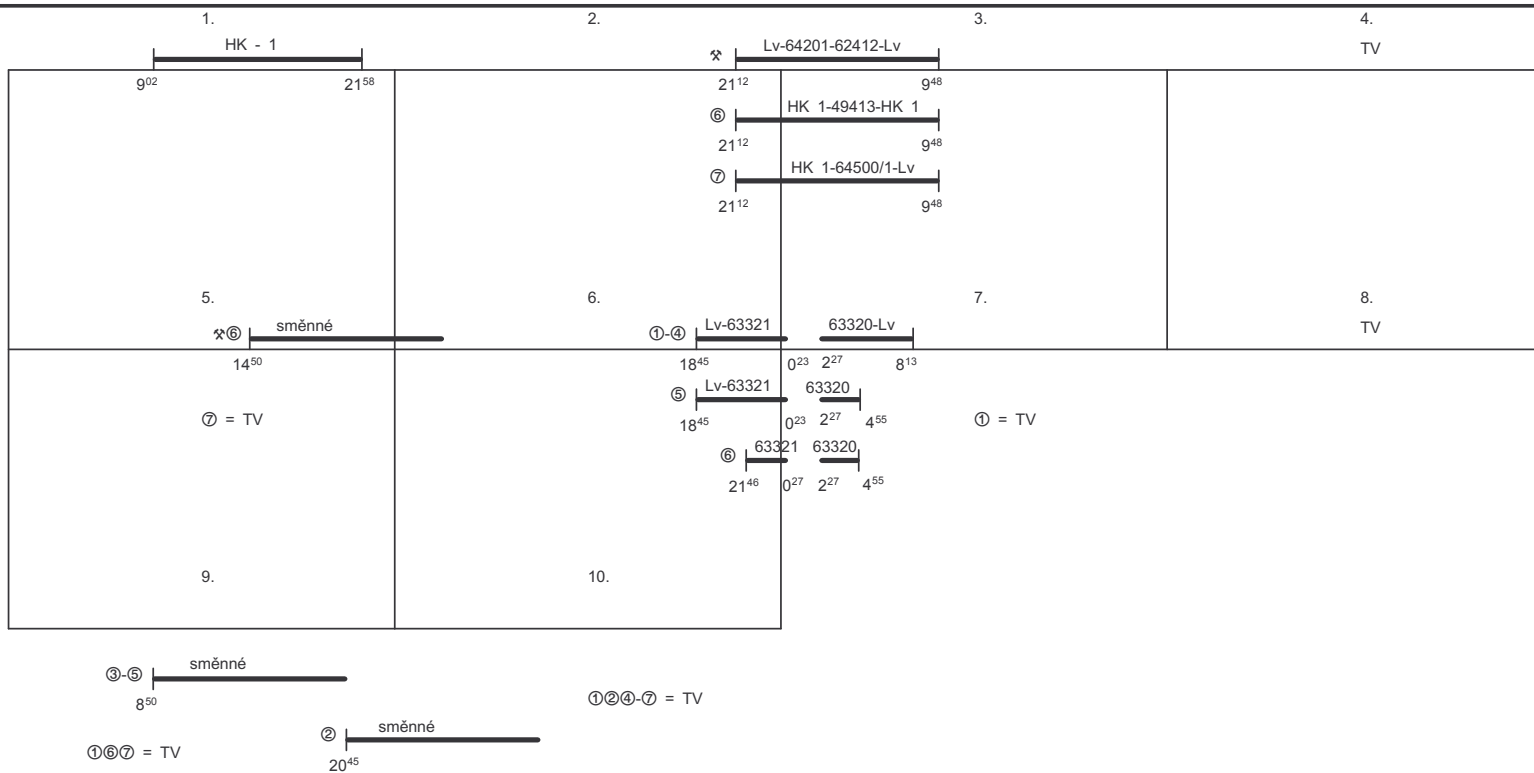 1. 2. 3. 4.
HK - 1 ⚒ Lv-64201-62412-Lv TV
9⁰² 21⁵⁸ 21¹² 9⁴⁸
⑥ HK 1-49413-HK 1
21¹² 9⁴⁸
⑦ HK 1-64500/1-Lv
21¹² 9⁴⁸
5. 6. 7. 8.
⚒⑥ směnné ①-④ Lv-63321 63320-Lv TV
14⁵⁰ 18⁴⁵ 0²³ 2²⁷ 8¹³
⑤ Lv-63321 63320
18⁴⁵ 0²³ 2²⁷ 4⁵⁵
⑦ = TV ① = TV
⑥ 63321 63320
21⁴⁶ 0²⁷ 2²⁷ 4⁵⁵
9. 10.
③-⑤ směnné
8⁵⁰
①②④-⑦ = TV
② směnné
①⑥⑦ = TV
20⁴⁵